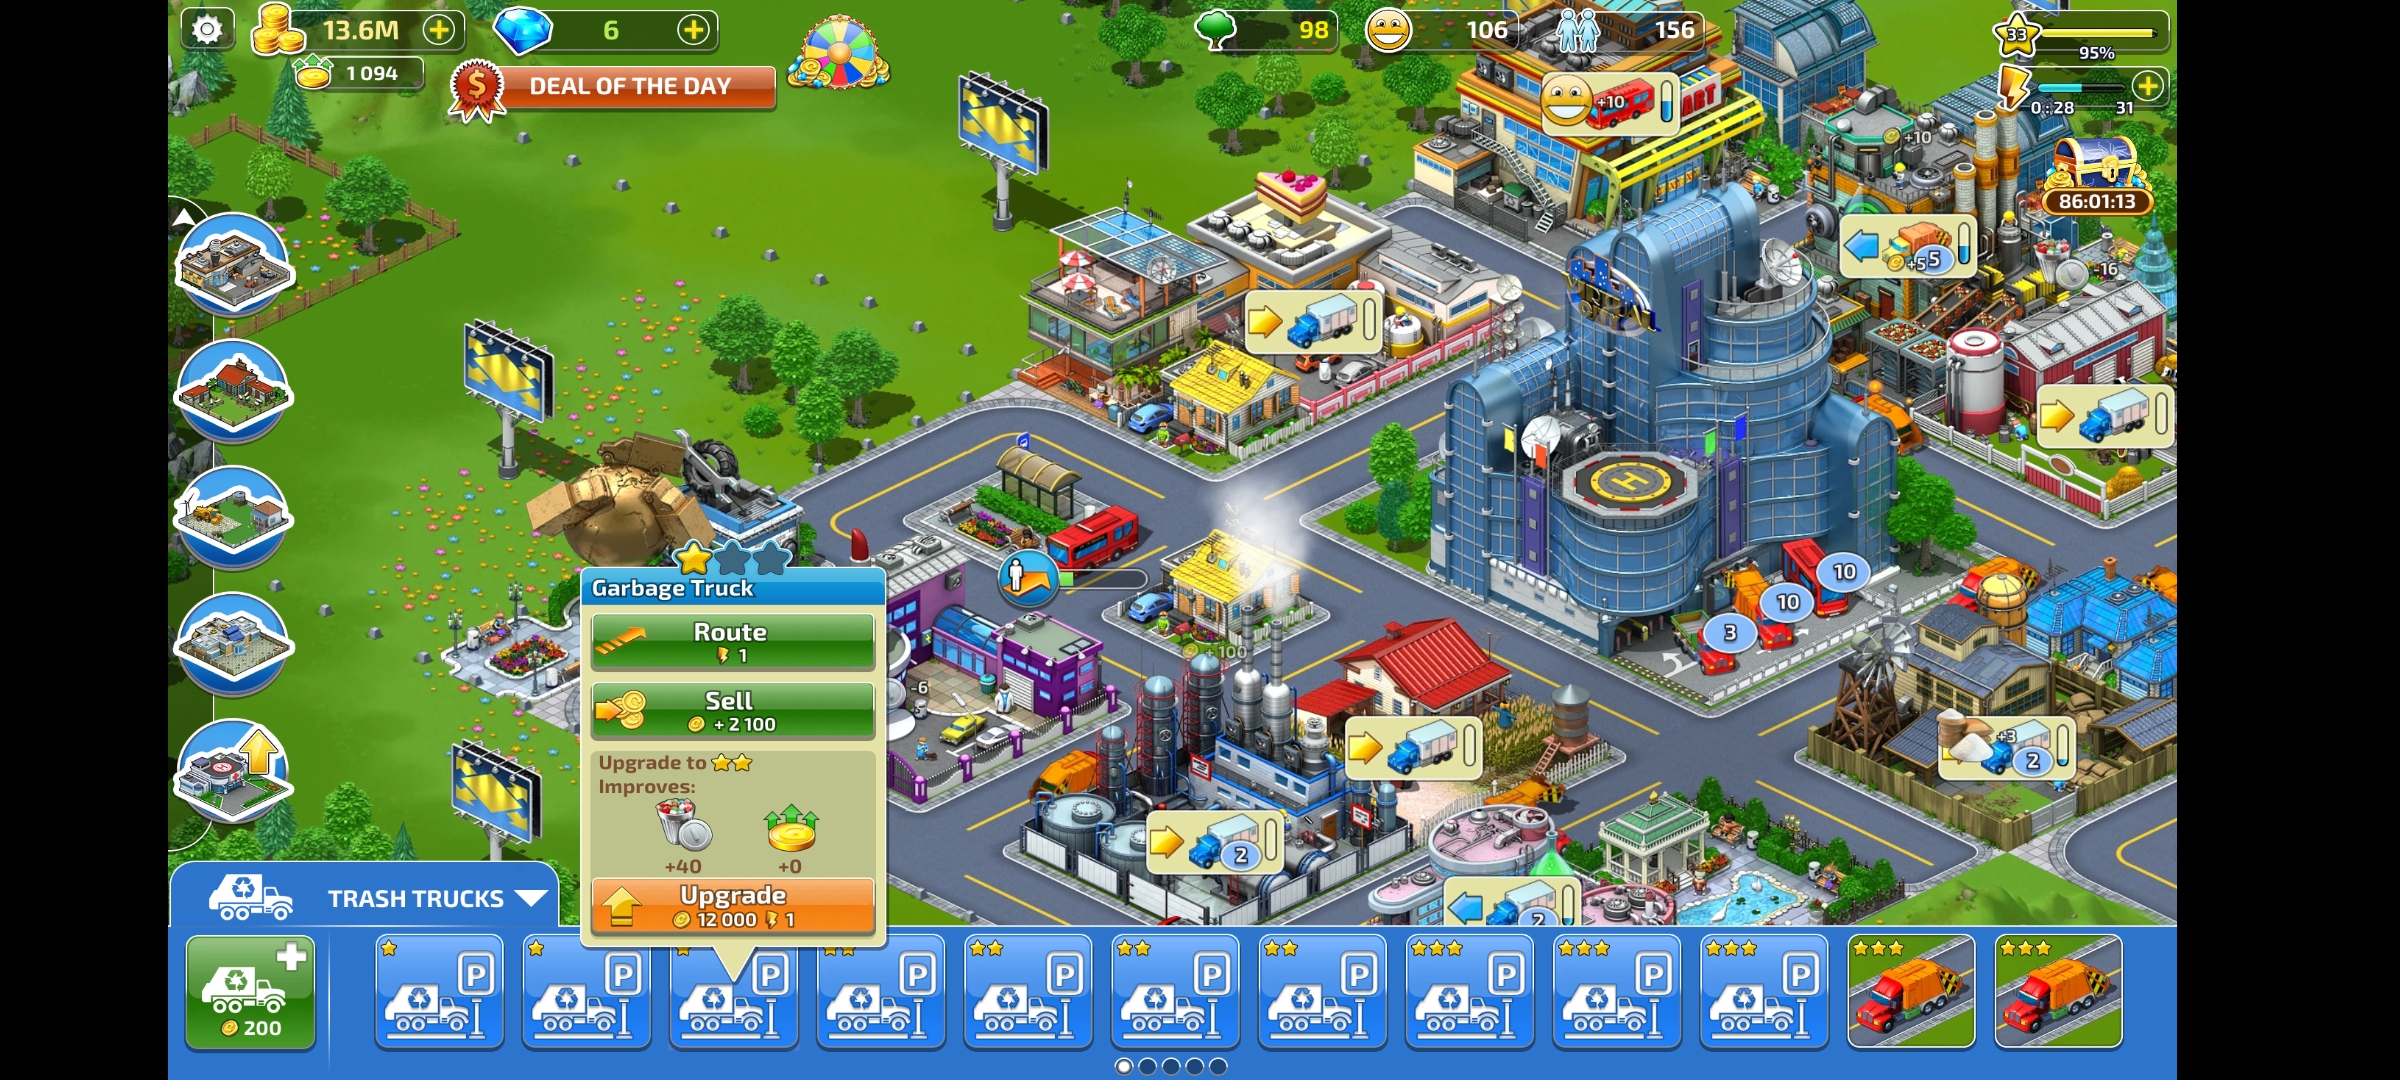 13.6M
6
98
106
156
33
95%
1 094
DEAL OF THE DAY
0:28
31
+10
ART
+10
86:01:13
+5
5
-16
VIRTUAL
H
10
10
3
Garbage Truck
Route
1
+100
Sell
-6
+ 2 100
Upgrade to
Improves:
+3
2
+40
+0
2
Upgrade
12 000 1
2
TRASH TRUCKS
P
P
P
P
P
P
P
P
P
P
200